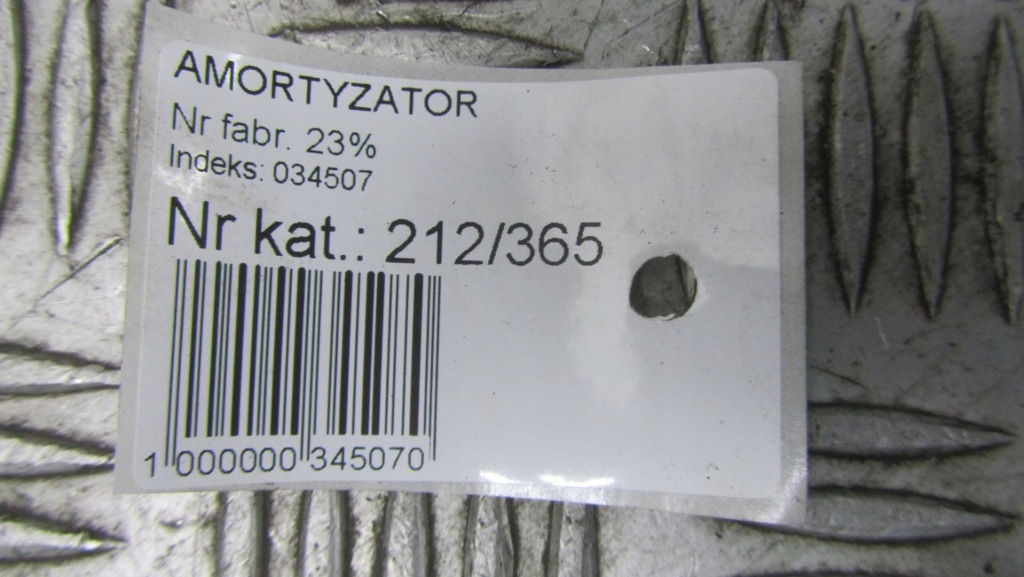 AMORTYZATOR
Nr fabr. 23%
Indeks: 034507
Nr kat.: 212/365
1 000000 345070